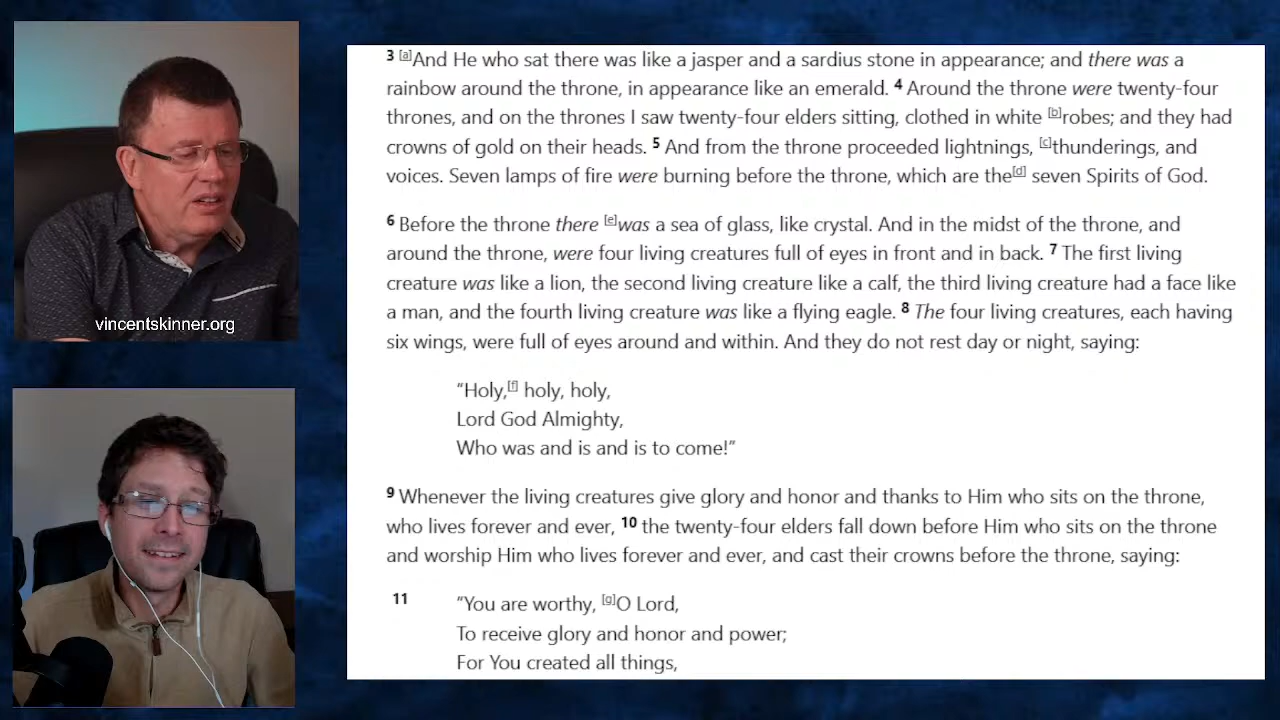 vincentskinner.org
3 [a]And He who sat there was like a jasper and a sardius stone in appearance; and there was a
rainbow around the throne, in appearance like an emerald. 4 Around the throne were twenty-four
thrones, and on the thrones I saw twenty-four elders sitting, clothed in white [b]robes; and they had
crowns of gold on their heads. 5 And from the throne proceeded lightnings, [c]thunderings, and
voices. Seven lamps of fire were burning before the throne, which are the[d] seven Spirits of God.
6 Before the throne there [e]was a sea of glass, like crystal. And in the midst of the throne, and
around the throne, were four living creatures full of eyes in front and in back. 7 The first living
creature was like a lion, the second living creature like a calf, the third living creature had a face like
a man, and the fourth living creature was like a flying eagle. 8 The four living creatures, each having
six wings, were full of eyes around and within. And they do not rest day or night, saying:
“Holy,[f] holy, holy,
Lord God Almighty,
Who was and is and is to come!”
9 Whenever the living creatures give glory and honor and thanks to Him who sits on the throne,
who lives forever and ever, 10 the twenty-four elders fall down before Him who sits on the throne
and worship Him who lives forever and ever, and cast their crowns before the throne, saying:
11 “You are worthy, [g]O Lord,
To receive glory and honor and power;
For You created all things,